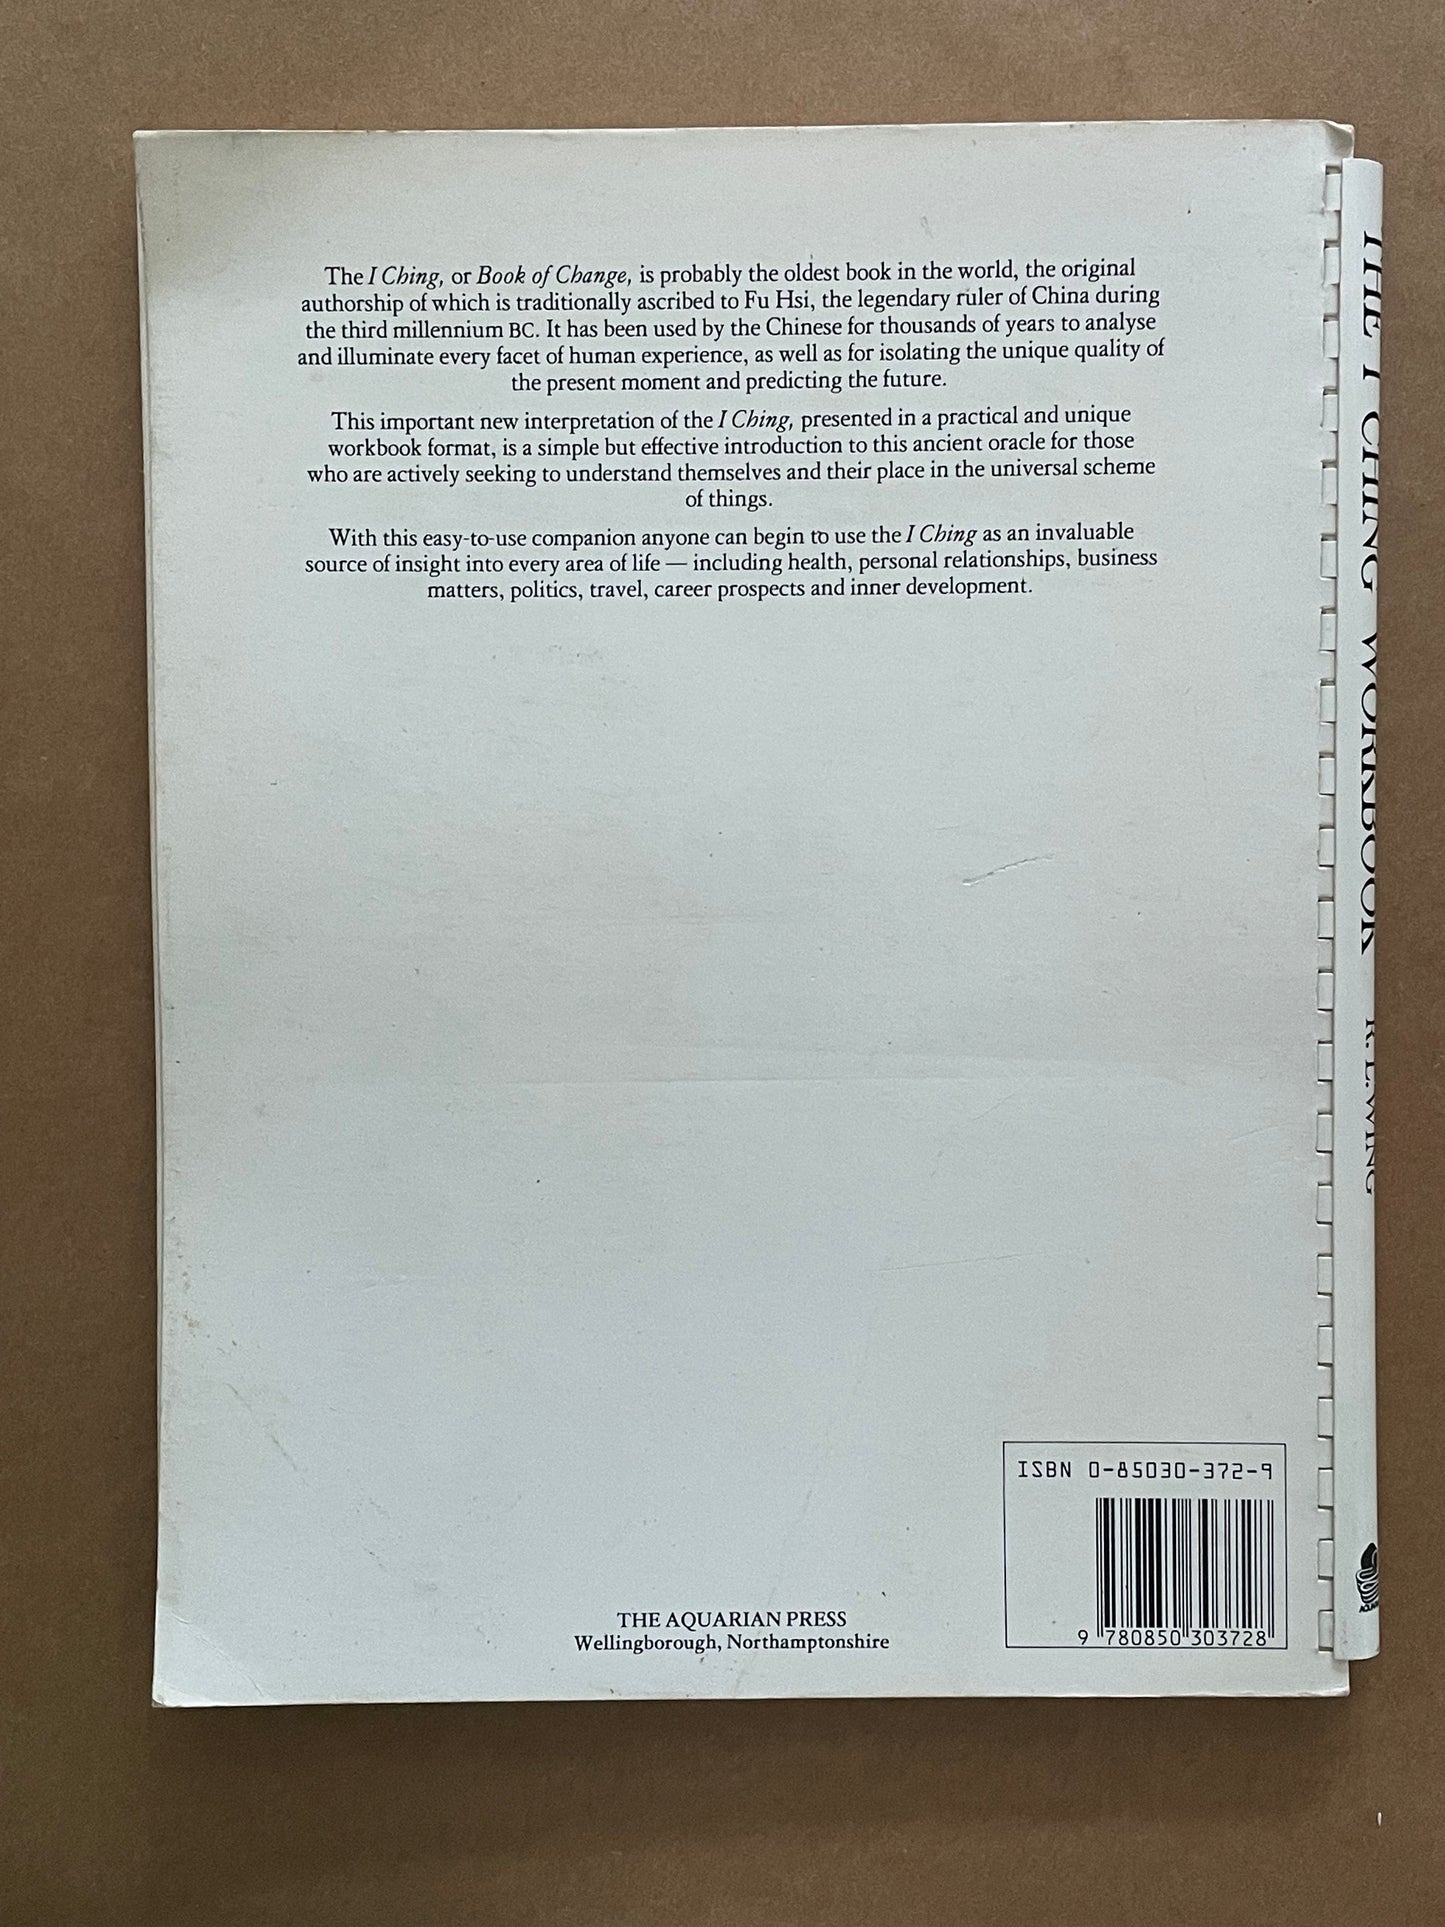 The I Ching, or Book of Change, is probably the oldest book in the world, the original
authorship of which is traditionally ascribed to Fu Hsi, the legendary ruler of China during
the third millennium BC. It has been used by the Chinese for thousands of years to analyse
and illuminate every facet of human experience, as well as for isolating the unique quality of
the present moment and predicting the future.
This important new interpretation of the I Ching, presented in a practical and unique
workbook format, is a simple but effective introduction to this ancient oracle for those
who are actively seeking to understand themselves and their place in the universal scheme
of things.
With this easy-to-use companion anyone can begin to use the I Ching as an invaluable
source of insight into every area of life — including health, personal relationships, business
matters, politics, travel, career prospects and inner development.
THE AQUARIAN PRESS
Wellingborough, Northamptonshire
ISBN 0-85030-372-9
9 780850 303728
THE I CHING WORKBOOK R. L. WING